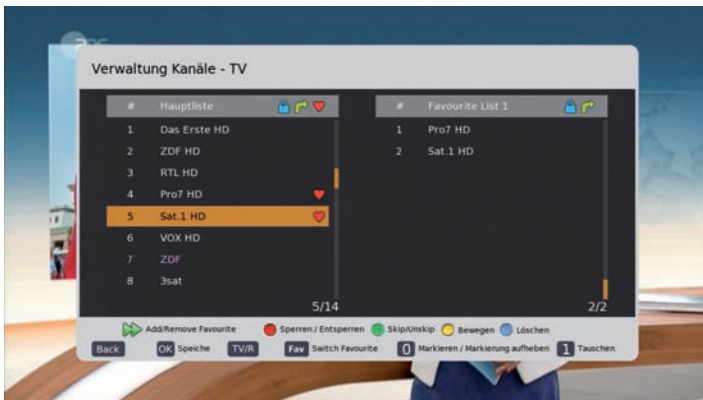 Verwaltung Kanäle - TV
# Hauptliste
1 Das Erste HD
2 ZDF HD
3 RTL HD
4 Pro7 HD
5 Sat.1 HD
6 VOX HD
7 ZDF
8 3sat
5/14
# Favourite List 1
1 Pro7 HD
2 Sat.1 HD
2/2
Add/Remove Favourite Sperren / Entsperren Skip/Unskip Bewegen Löschen
Back OK Speiche TV/R Fav Switch Favourite 0 Markieren / Markierung aufheben 1 Tauschen